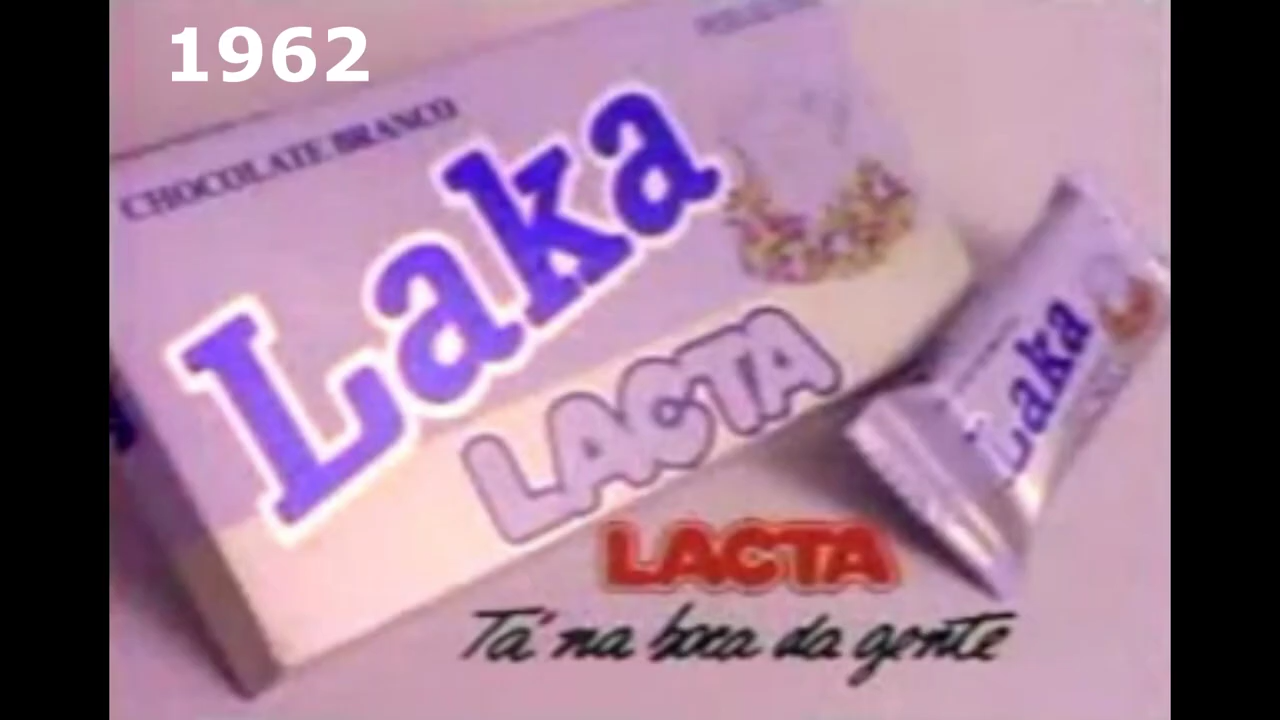 1962
CHOCOLATE BRANCO
Laka
LACTA
Laka
LACTA
Tá na boca da gente